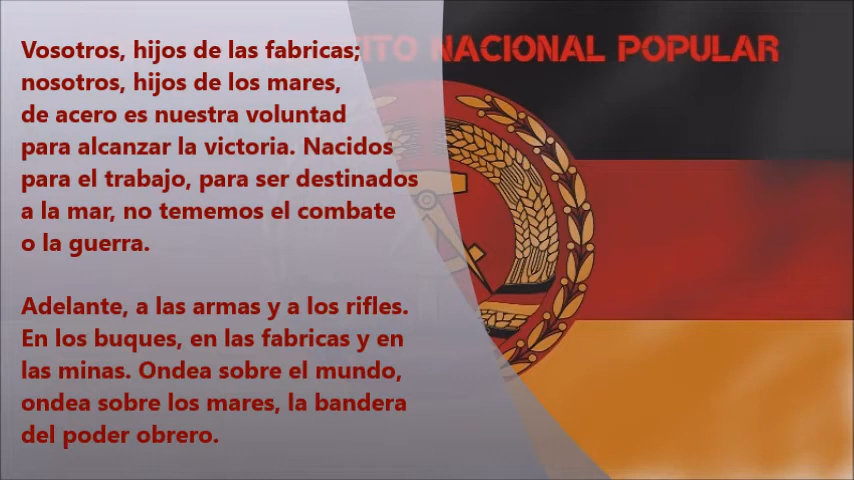 Vosotros, hijos de las fabricas;
nosotros, hijos de los mares,
de acero es nuestra voluntad
para alcanzar la victoria. Nacidos
para el trabajo, para ser destinados
a la mar, no tememos el combate
o la guerra.
Adelante, a las armas y a los rifles.
En los buques, en las fabricas y en
las minas. Ondea sobre el mundo,
ondea sobre los mares, la bandera
del poder obrero.
NACIONAL POPULAR